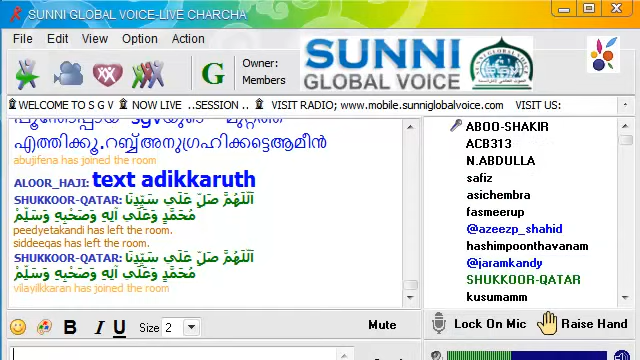 SUNNI GLOBAL VOICE-LIVE CHARCHA
File Edit View Option Action
G
Owner:
Members
SUNNI
GLOBAL VOICE
WELCOME TO S G V NOW LIVE ..SESSION .. VISIT RADIO; www.mobile.sunniglobalvoice.com VISIT US:
എത്തിക്കൂ.റബ്ബ്അനുഗ്രഹിക്കട്ടെആമീൻ
abujifena has joined the room
ALOOR_HAJI: text adikkaruth
SHUKKOOR-QATAR: اَللّٰهُمَّ صَلِّ عَلَى سَيِّدِنَا
مُحَمَّدٍ وَعَلَى آلِهِ وَصَحْبِهِ وَسَلِّمْ
peedyetakandi has left the room.
siddeeqas has left the room.
SHUKKOOR-QATAR: اَللّٰهُمَّ صَلِّ عَلَى سَيِّدِنَا
مُحَمَّدٍ وَعَلَى آلِهِ وَصَحْبِهِ وَسَلِّمْ
vilayilkkaran has joined the room
ABOO-SHAKIR
ACB313
N.ABDULLA
safiz
asichembra
fasmeerup
@azeezp_shahid
hashimpoonthavanam
@jaramkandy
SHUKKOOR-QATAR
kusumamm
B I U Size 2 Mute
Lock On Mic Raise Hand